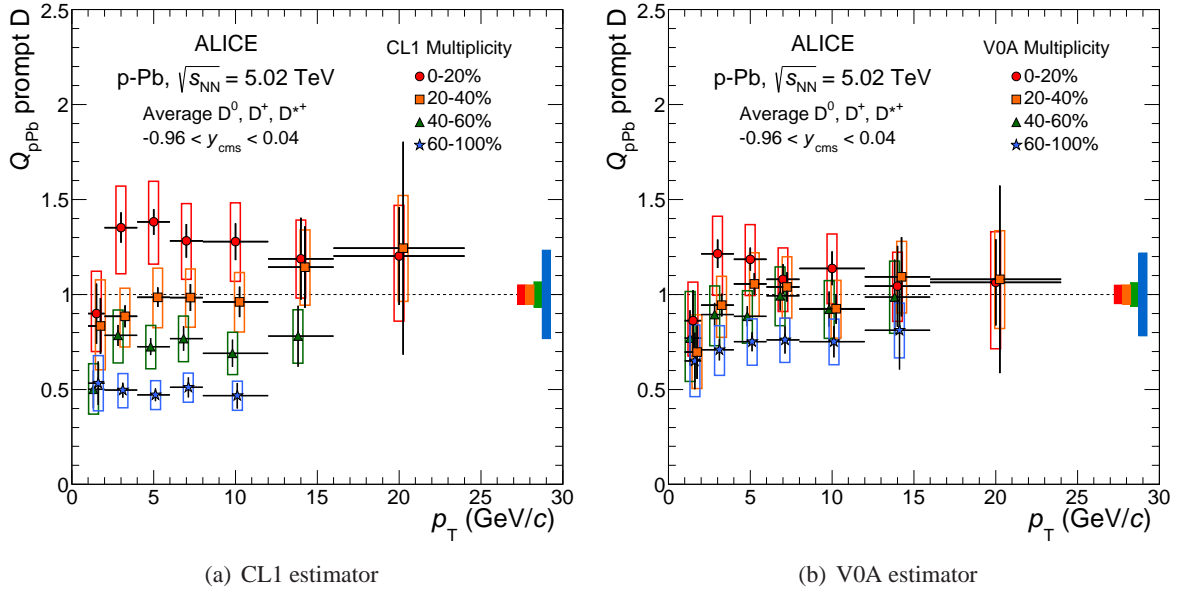 Q_pPb prompt D
2.5
2
1.5
1
0.5
0
ALICE
p-Pb, √s_NN = 5.02 TeV
Average D⁰, D⁺, D*⁺
-0.96 < y_cms < 0.04
CL1 Multiplicity
0-20%
20-40%
40-60%
60-100%
0 5 10 15 20 25 30
p_T (GeV/c)
(a) CL1 estimator
Q_pPb prompt D
2.5
2
1.5
1
0.5
0
ALICE
p-Pb, √s_NN = 5.02 TeV
Average D⁰, D⁺, D*⁺
-0.96 < y_cms < 0.04
V0A Multiplicity
0-20%
20-40%
40-60%
60-100%
0 5 10 15 20 25 30
p_T (GeV/c)
(b) V0A estimator